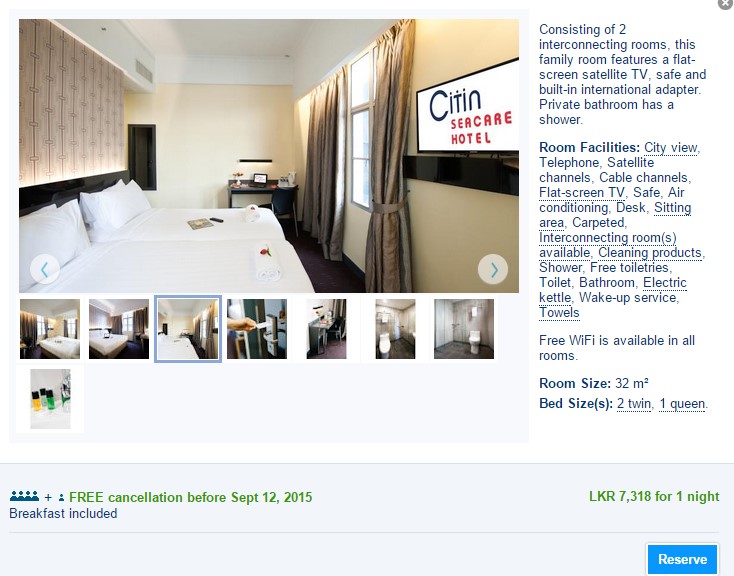 Citin
SEACARE
HOTEL
Consisting of 2
interconnecting rooms, this
family room features a flat-
screen satellite TV, safe and
built-in international adapter.
Private bathroom has a
shower.
Room Facilities: City view,
Telephone, Satellite
channels, Cable channels,
Flat-screen TV, Safe, Air
conditioning, Desk, Sitting
area, Carpeted,
Interconnecting room(s)
available, Cleaning products,
Shower, Free toiletries,
Toilet, Bathroom, Electric
kettle, Wake-up service,
Towels
Free WiFi is available in all
rooms.
Room Size: 32 m²
Bed Size(s): 2 twin, 1 queen.
+ FREE cancellation before Sept 12, 2015
LKR 7,318 for 1 night
Breakfast included
Reserve